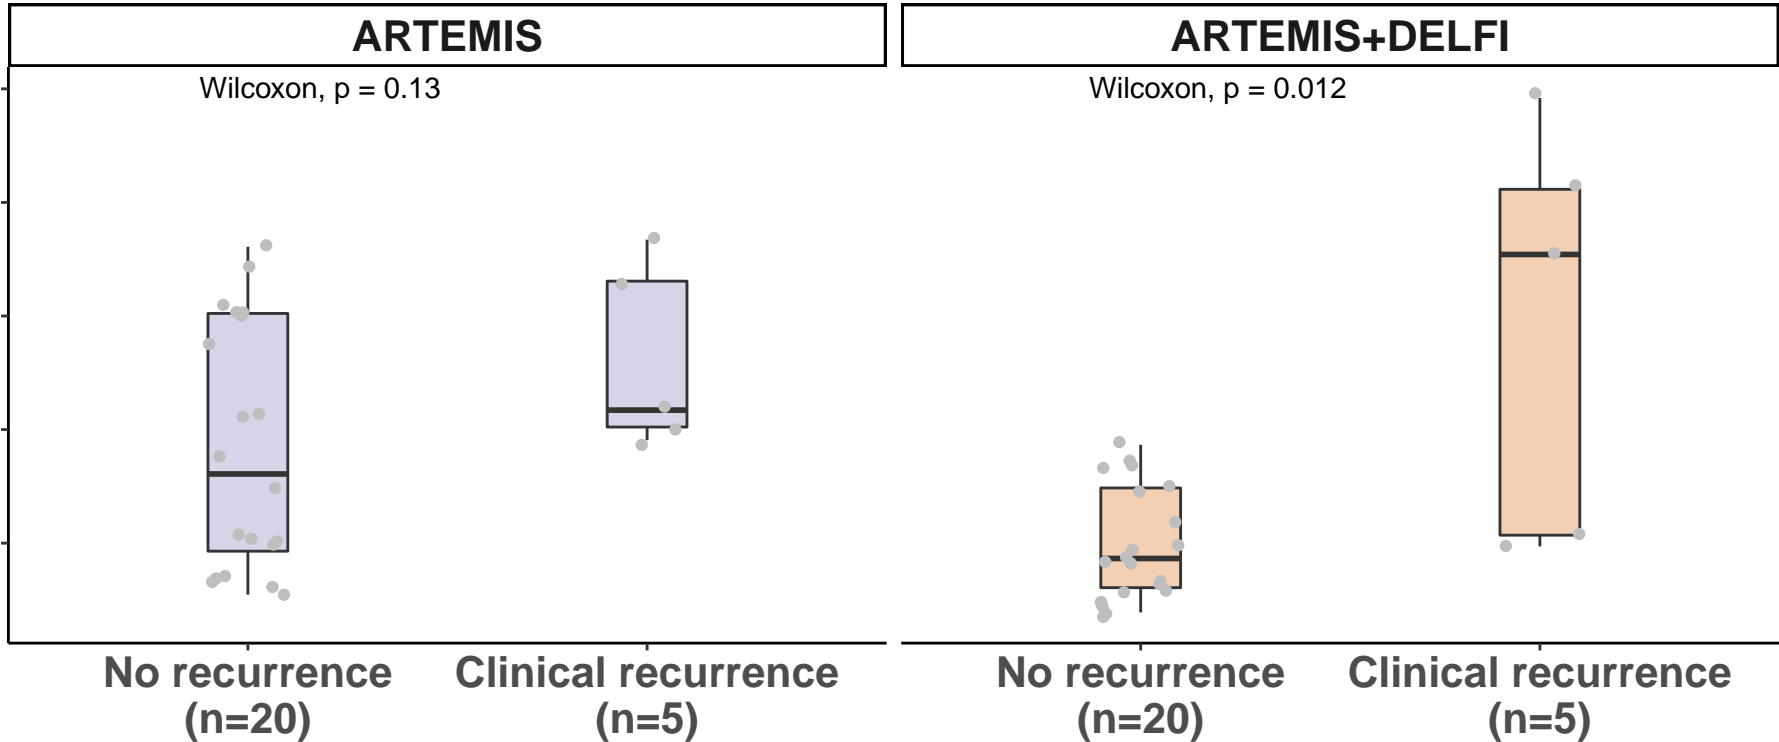 ARTEMIS
Wilcoxon, p = 0.13
No recurrence
(n=20)
Clinical recurrence
(n=5)
ARTEMIS+DELFI
Wilcoxon, p = 0.012
No recurrence
(n=20)
Clinical recurrence
(n=5)